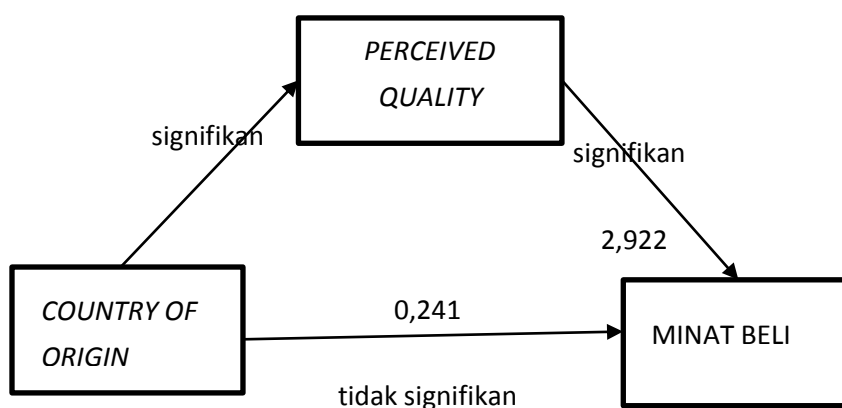 PERCEIVED
QUALITY
signifikan
signifikan
2,922
COUNTRY OF
ORIGIN
0,241
MINAT BELI
tidak signifikan